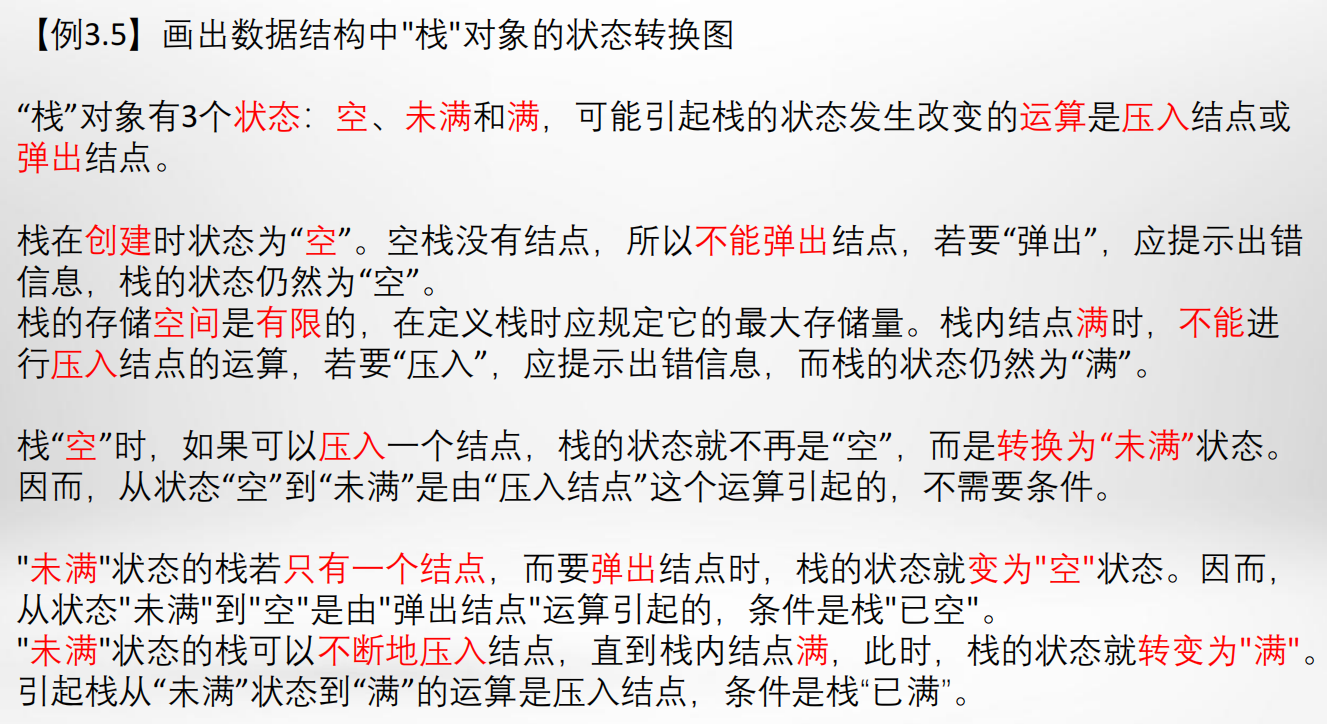 【例3.5】画出数据结构中"栈"对象的状态转换图
“栈”对象有3个状态：空、未满和满，可能引起栈的状态发生改变的运算是压入结点或
弹出结点。
栈在创建时状态为“空”。空栈没有结点，所以不能弹出结点，若要“弹出”，应提示出错
信息，栈的状态仍然为“空”。
栈的存储空间是有限的，在定义栈时应规定它的最大存储量。栈内结点满时，不能进
行压入结点的运算，若要“压入”，应提示出错信息，而栈的状态仍然为“满”。
栈“空”时，如果可以压入一个结点，栈的状态就不再是“空”，而是转换为“未满”状态。
因而，从状态“空”到“未满”是由“压入结点”这个运算引起的，不需要条件。
"未满"状态的栈若只有一个结点，而要弹出结点时，栈的状态就变为"空"状态。因而，
从状态"未满"到"空"是由"弹出结点"运算引起的，条件是栈"已空"。
"未满"状态的栈可以不断地压入结点，直到栈内结点满，此时，栈的状态就转变为"满"。
引起栈从“未满”状态到“满”的运算是压入结点，条件是栈“已满”。